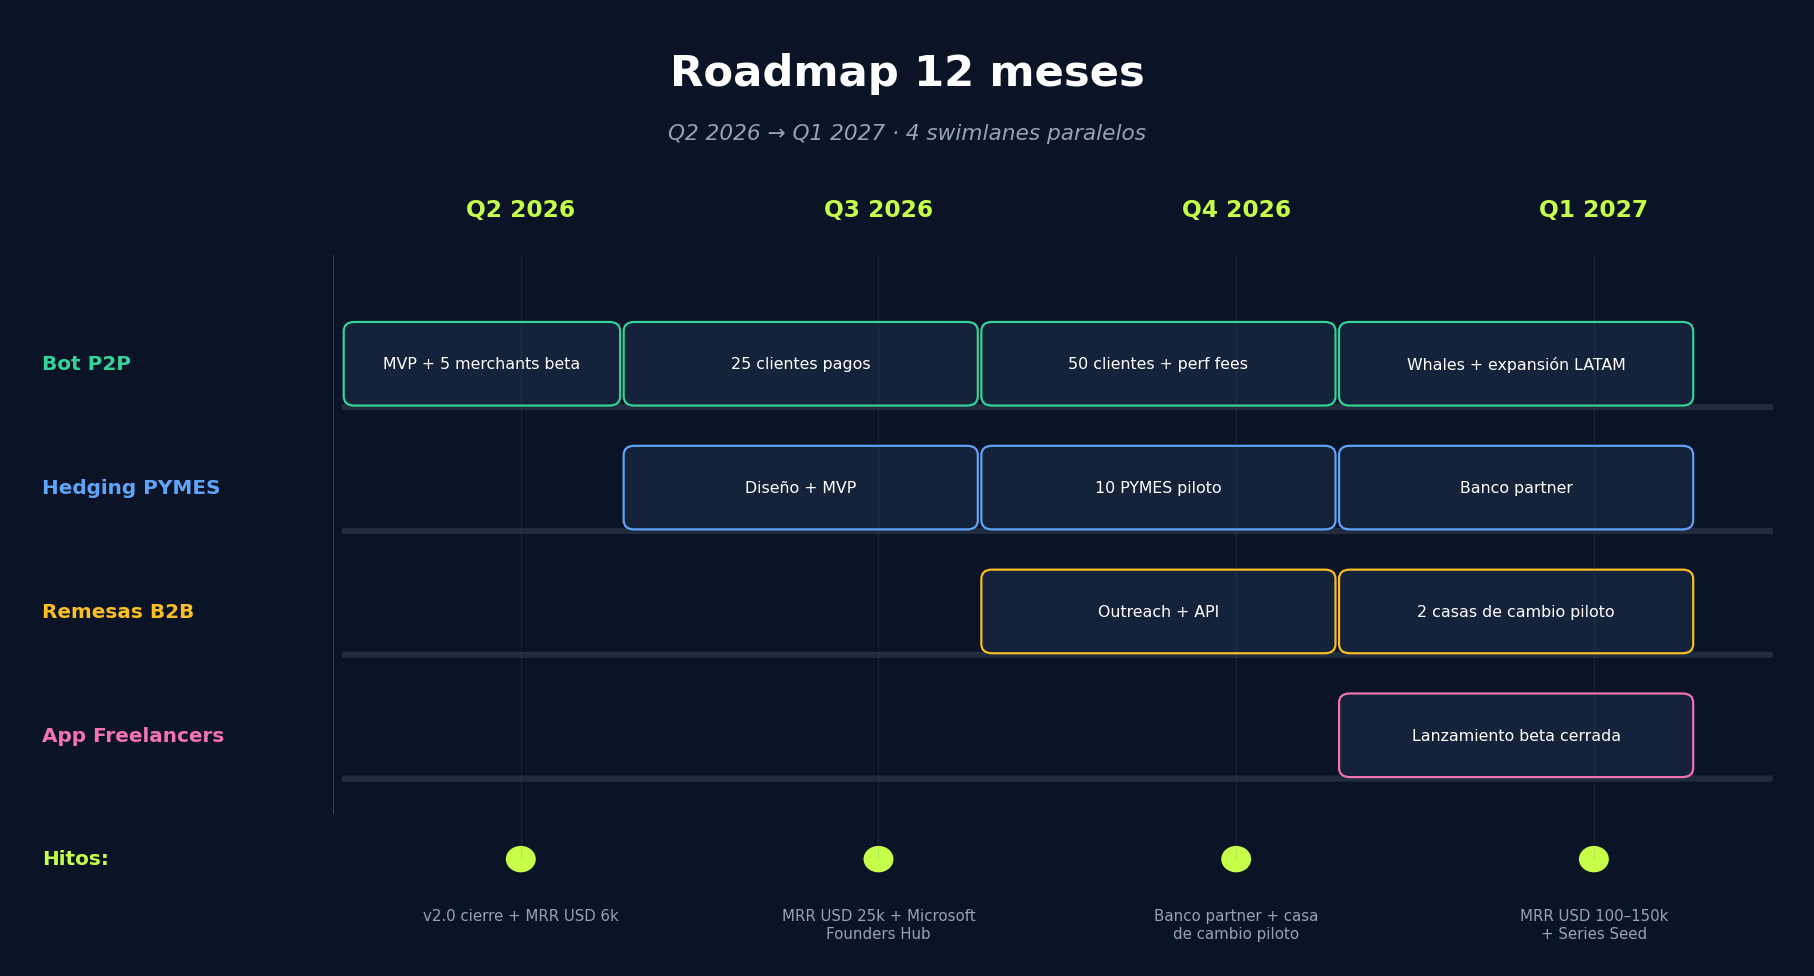 Roadmap 12 meses
Q2 2026 → Q1 2027 · 4 swimlanes paralelos
Q2 2026
Q3 2026
Q4 2026
Q1 2027
Bot P2P
MVP + 5 merchants beta
25 clientes pagos
50 clientes + perf fees
Whales + expansión LATAM
Hedging PYMES
Diseño + MVP
10 PYMES piloto
Banco partner
Remesas B2B
Outreach + API
2 casas de cambio piloto
App Freelancers
Lanzamiento beta cerrada
Hitos:
v2.0 cierre + MRR USD 6k
MRR USD 25k + Microsoft
Founders Hub
Banco partner + casa
de cambio piloto
MRR USD 100–150k
+ Series Seed